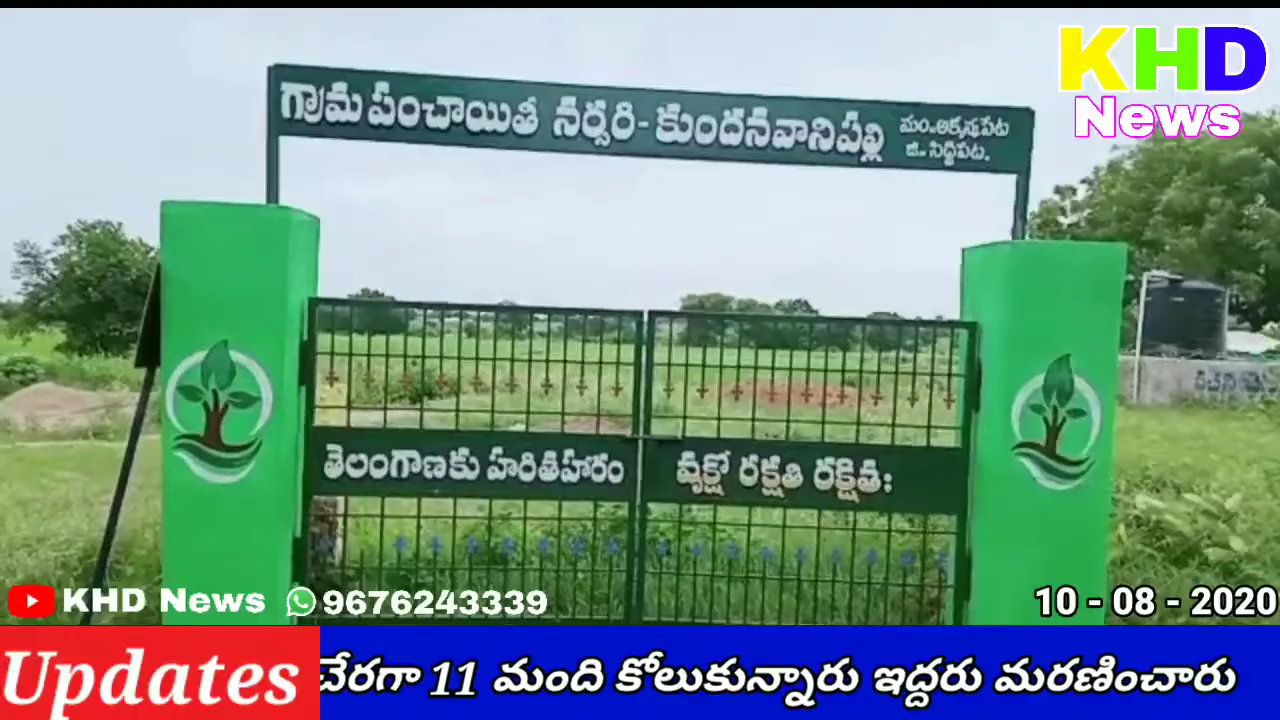 KHD
News
గ్రామ పంచాయితీ నర్సరి - కుందనవానిపల్లి
మం॥అక్కన్నపేట
జి॥ సిద్దిపేట.
తెలంగాణకు హరితహారం
వృక్షో రక్షతి రక్షిత:
KHD News 9676243339
10 - 08 - 2020
Updates
చేరగా 11 మంది కోలుకున్నారు ఇద్దరు మరణించారు